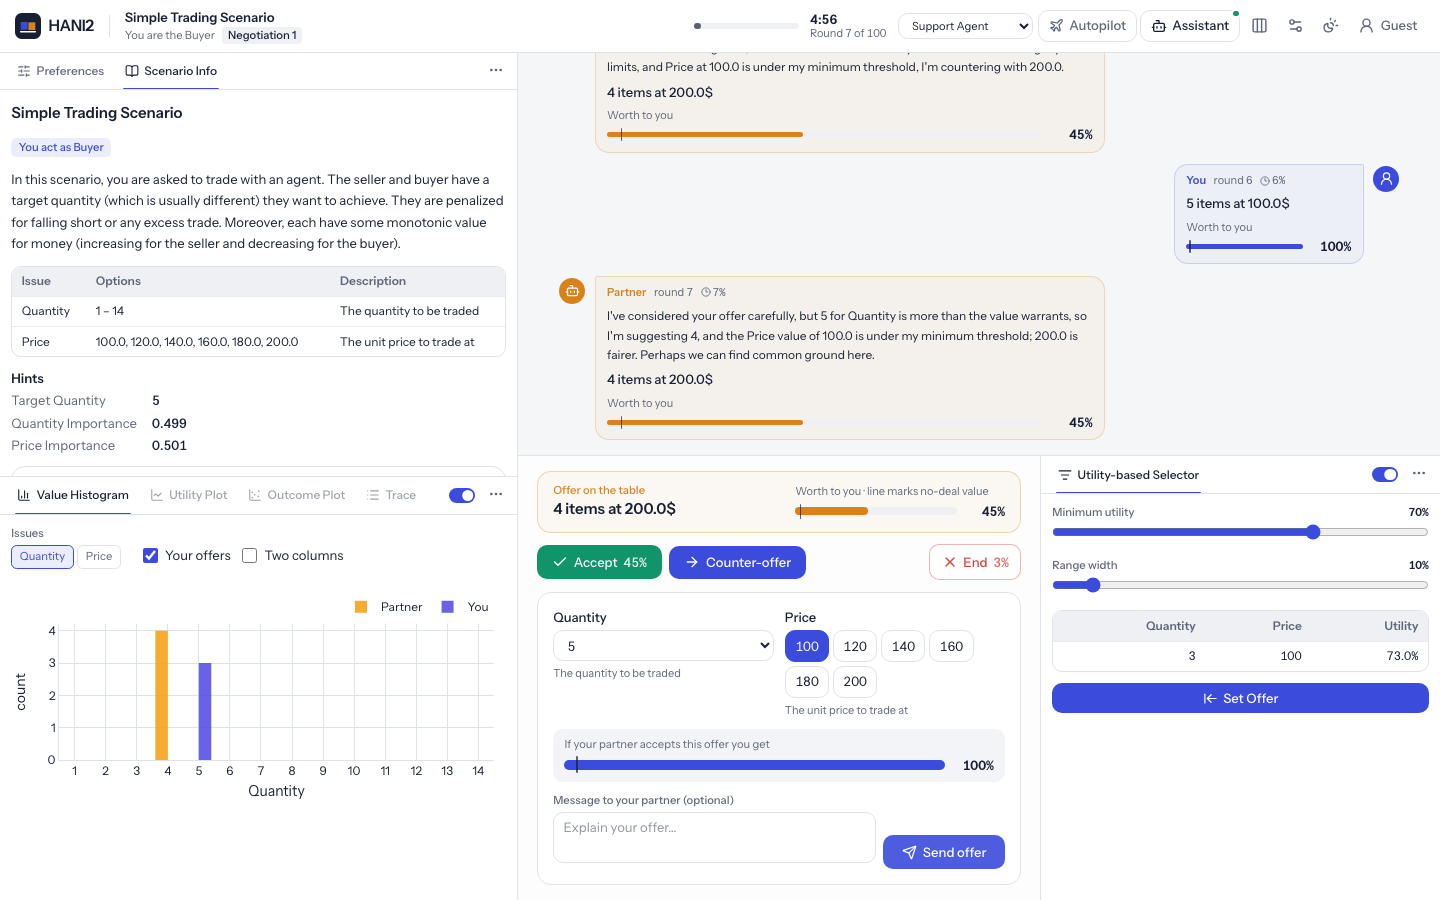 HANI2
Simple Trading Scenario
You are the Buyer Negotiation 1
4:56
Round 7 of 100
Support Agent
Autopilot
Assistant
Guest
Preferences
Scenario Info
Simple Trading Scenario
You act as Buyer
In this scenario, you are asked to trade with an agent. The seller and buyer have a
target quantity (which is usually different) they want to achieve. They are penalized
for falling short or any excess trade. Moreover, each have some monotonic value
for money (increasing for the seller and decreasing for the buyer).
Issue Options Description
Quantity 1 – 14 The quantity to be traded
Price 100.0, 120.0, 140.0, 160.0, 180.0, 200.0 The unit price to trade at
Hints
Target Quantity 5
Quantity Importance 0.499
Price Importance 0.501
Value Histogram
Utility Plot
Outcome Plot
Trace
Issues
Quantity Price Your offers Two columns
Partner You
count
4
3
2
1
0
1 2 3 4 5 6 7 8 9 10 11 12 13 14
Quantity
limits, and Price at 100.0 is under my minimum threshold, I'm countering with 200.0.
4 items at 200.0$
Worth to you
45%
You round 6 6%
5 items at 100.0$
Worth to you
100%
Partner round 7 7%
I've considered your offer carefully, but 5 for Quantity is more than the value warrants, so
I'm suggesting 4, and the Price value of 100.0 is under my minimum threshold; 200.0 is
fairer. Perhaps we can find common ground here.
4 items at 200.0$
Worth to you
45%
Offer on the table
4 items at 200.0$
Worth to you · line marks no-deal value
45%
Accept 45%
Counter-offer
End 3%
Quantity
5
The quantity to be traded
Price
100 120 140 160
180 200
The unit price to trade at
If your partner accepts this offer you get
100%
Message to your partner (optional)
Explain your offer...
Send offer
Utility-based Selector
Minimum utility 70%
Range width 10%
Quantity Price Utility
3 100 73.0%
Set Offer